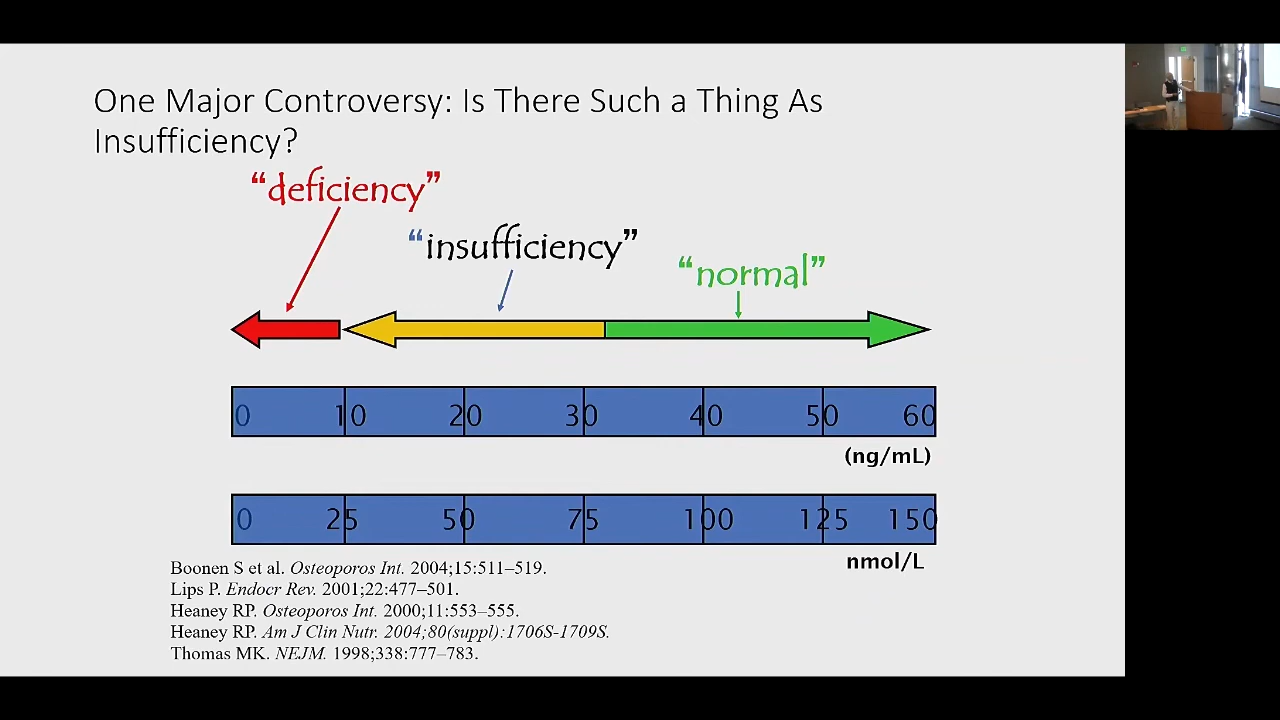 One Major Controversy: Is There Such a Thing As
Insufficiency?
“deficiency”
“insufficiency”
“normal”
0 10 20 30 40 50 60
(ng/mL)
0 25 50 75 100 125 150
nmol/L
Boonen S et al. Osteoporos Int. 2004;15:511–519.
Lips P. Endocr Rev. 2001;22:477–501.
Heaney RP. Osteoporos Int. 2000;11:553–555.
Heaney RP. Am J Clin Nutr. 2004;80(suppl):1706S-1709S.
Thomas MK. NEJM. 1998;338:777–783.